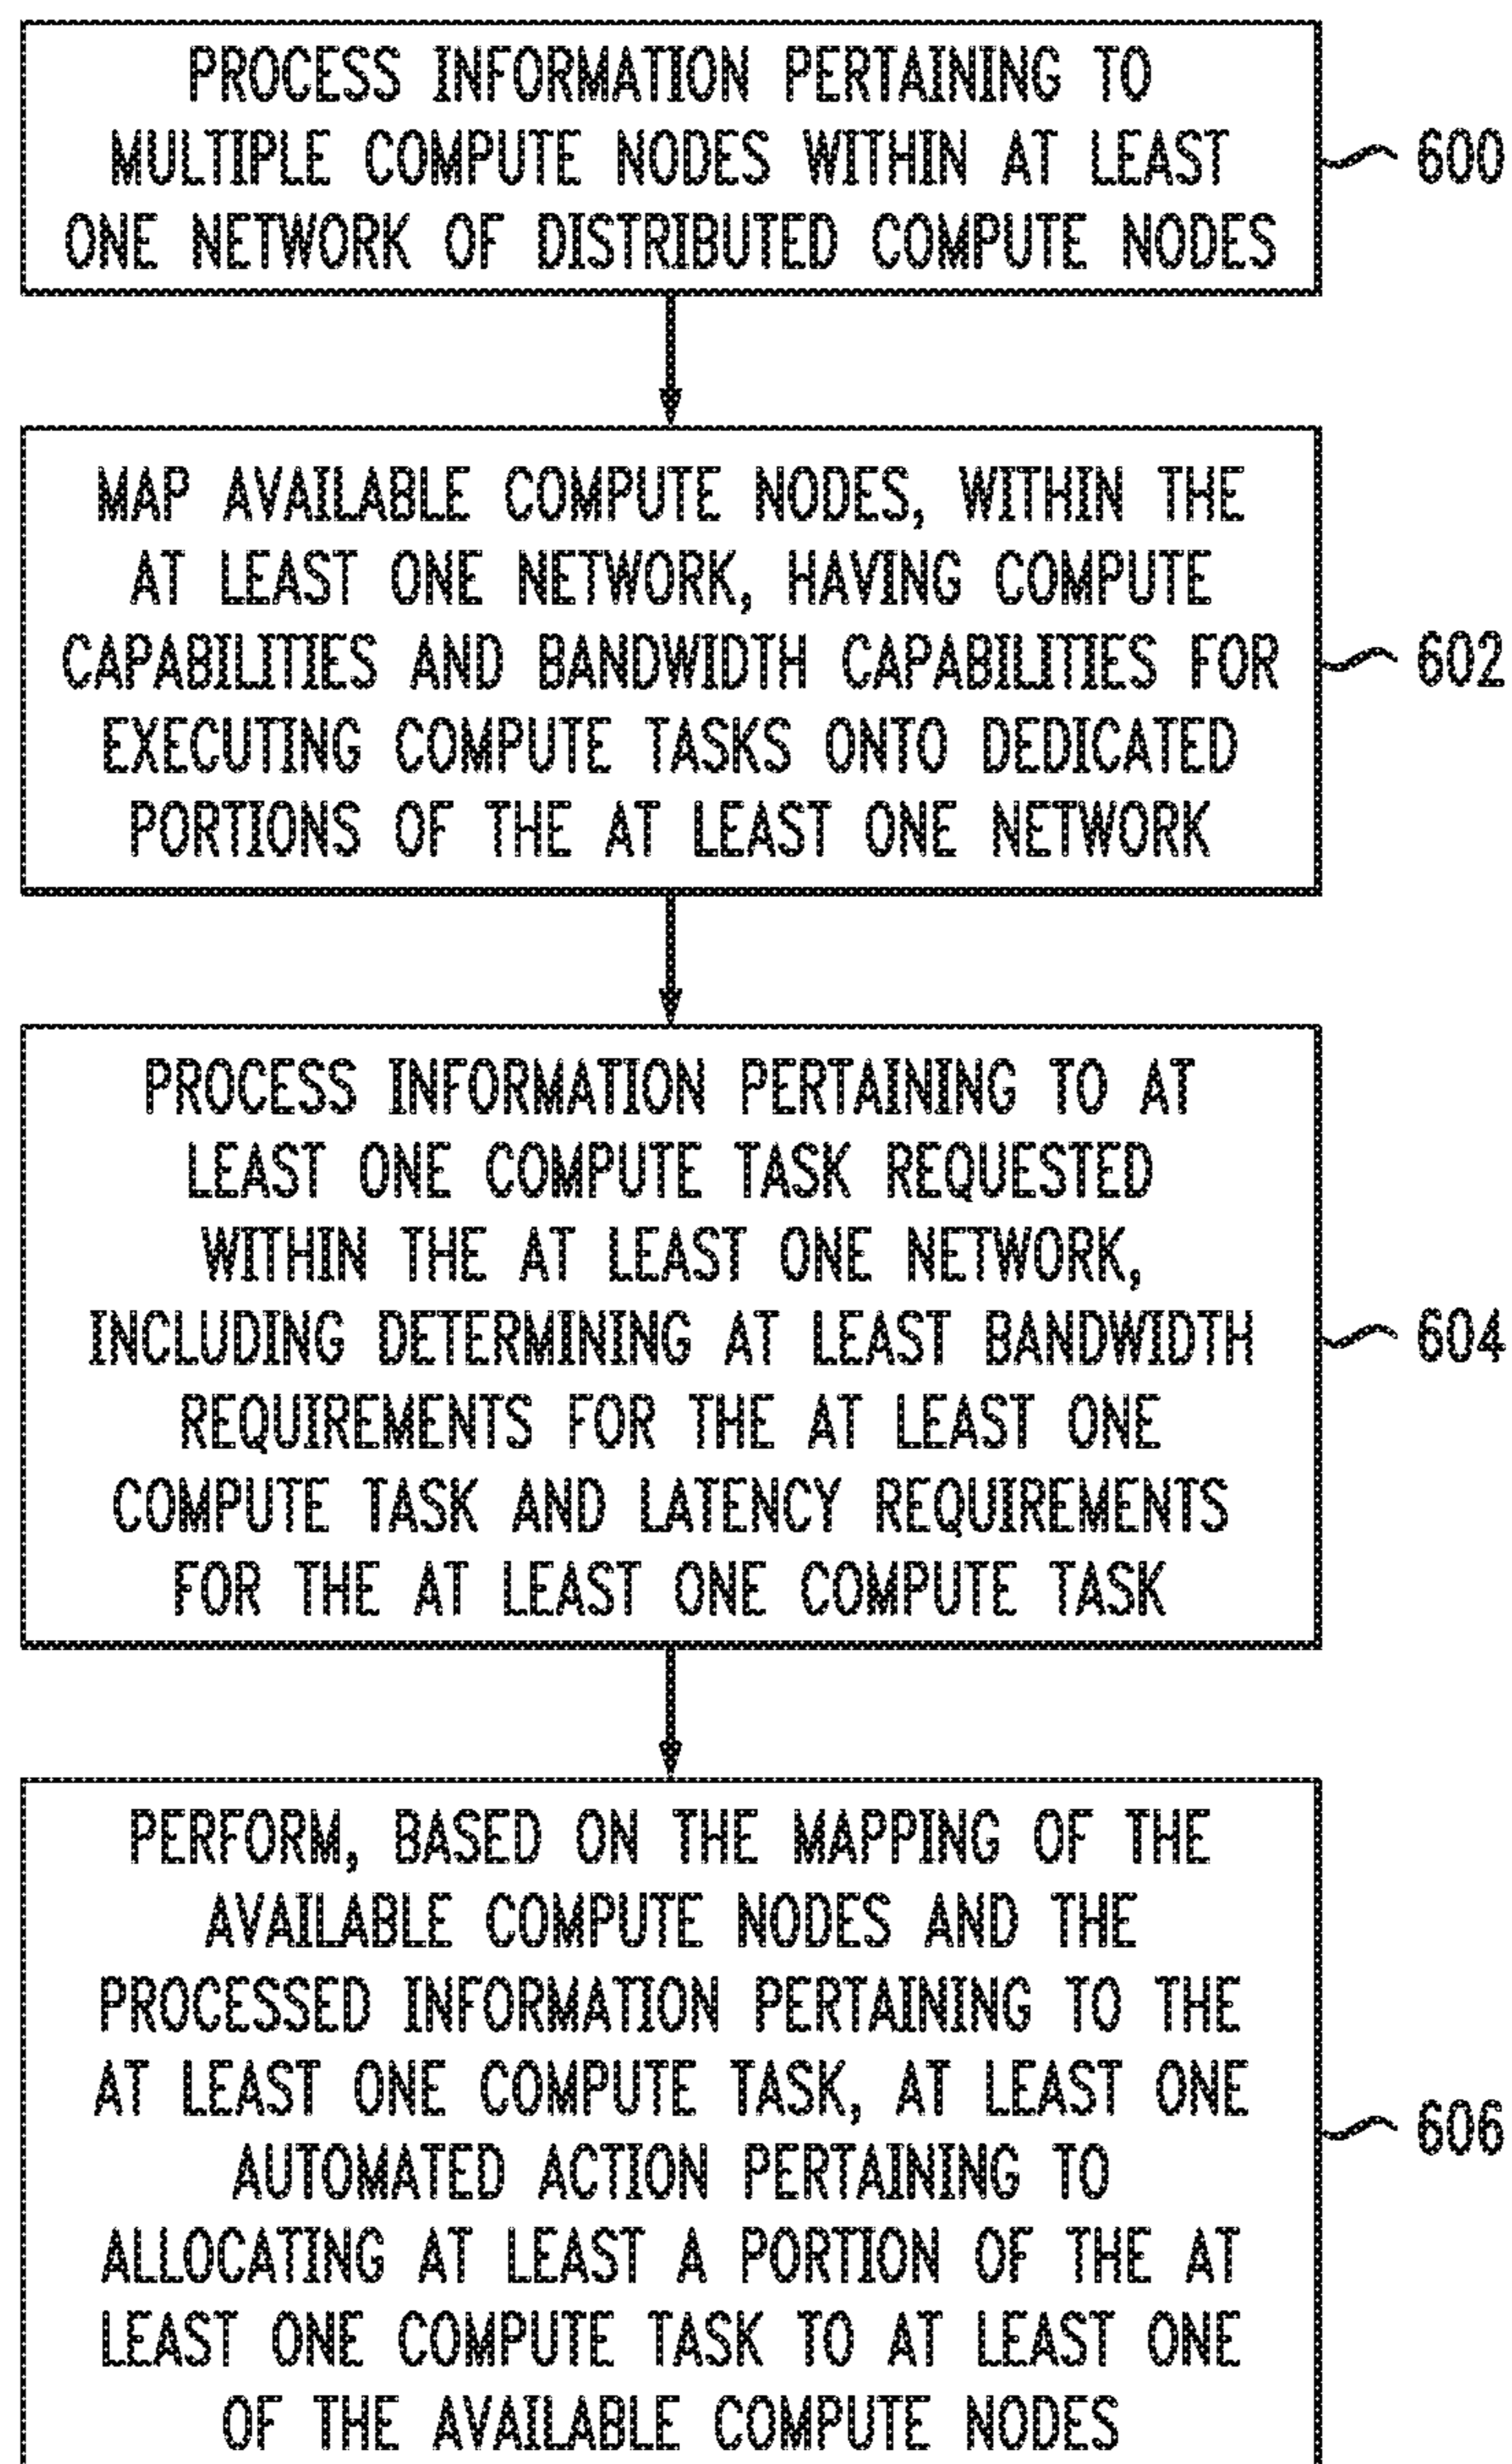 PROCESS INFORMATION PERTAINING TO
MULTIPLE COMPUTE NODES WITHIN AT LEAST
ONE NETWORK OF DISTRIBUTED COMPUTE NODES
600
MAP AVAILABLE COMPUTE NODES, WITHIN THE
AT LEAST ONE NETWORK, HAVING COMPUTE
CAPABILITIES AND BANDWIDTH CAPABILITIES FOR
EXECUTING COMPUTE TASKS ONTO DEDICATED
PORTIONS OF THE AT LEAST ONE NETWORK
602
PROCESS INFORMATION PERTAINING TO AT
LEAST ONE COMPUTE TASK REQUESTED
WITHIN THE AT LEAST ONE NETWORK,
INCLUDING DETERMINING AT LEAST BANDWIDTH
REQUIREMENTS FOR THE AT LEAST ONE
COMPUTE TASK AND LATENCY REQUIREMENTS
FOR THE AT LEAST ONE COMPUTE TASK
604
PERFORM, BASED ON THE MAPPING OF THE
AVAILABLE COMPUTE NODES AND THE
PROCESSED INFORMATION PERTAINING TO THE
AT LEAST ONE COMPUTE TASK, AT LEAST ONE
AUTOMATED ACTION PERTAINING TO
ALLOCATING AT LEAST A PORTION OF THE AT
LEAST ONE COMPUTE TASK TO AT LEAST ONE
OF THE AVAILABLE COMPUTE NODES
606